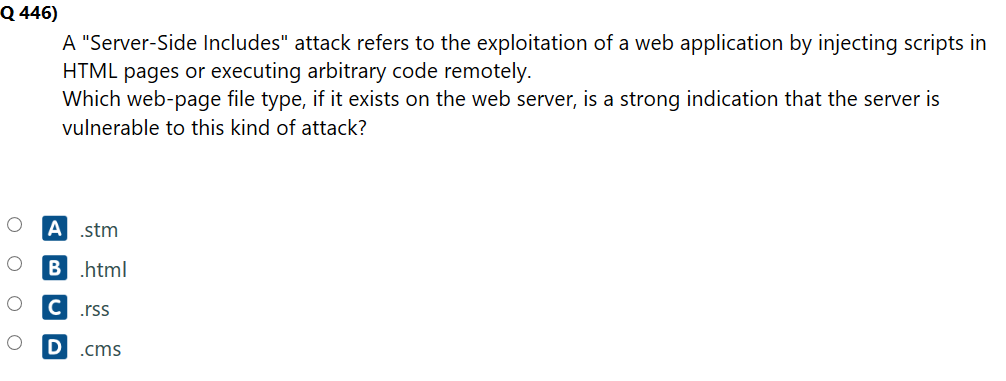 Q 446)
A "Server-Side Includes" attack refers to the exploitation of a web application by injecting scripts in
HTML pages or executing arbitrary code remotely.
Which web-page file type, if it exists on the web server, is a strong indication that the server is
vulnerable to this kind of attack?
A .stm
B .html
C .rss
D .cms